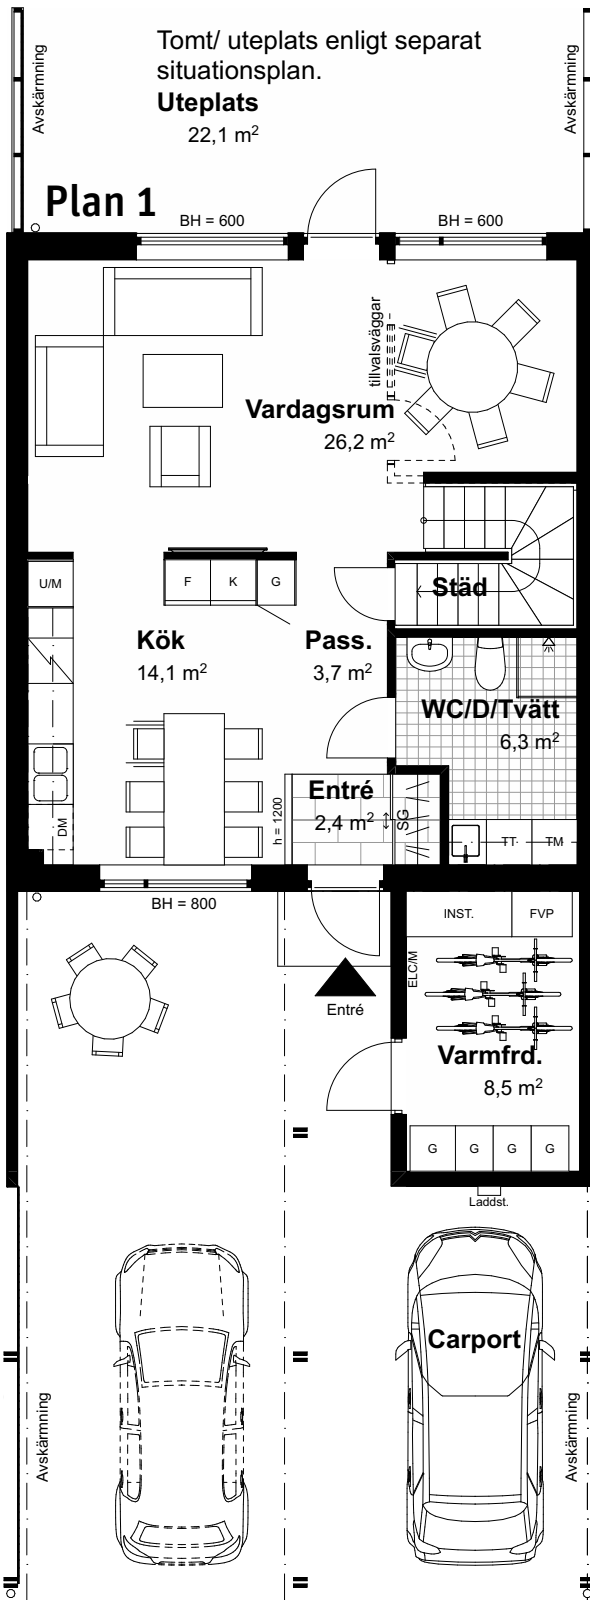 Tomt/ uteplats enligt separat
situationsplan.
Uteplats
22,1 m²
Avskärmning
Avskärmning
Plan 1
BH = 600
BH = 600
tillvalsväggar
Vardagsrum
26,2 m²
U/M
F
K
G
Städ
Kök
14,1 m²
Pass.
3,7 m²
WC/D/Tvätt
6,3 m²
Entré
2,4 m²
h = 1200
SG
DM
TT
TM
BH = 800
INST.
FVP
ELC/M
Entré
Varmfrd.
8,5 m²
G
G
G
G
Laddst.
Carport
Avskärmning
Avskärmning